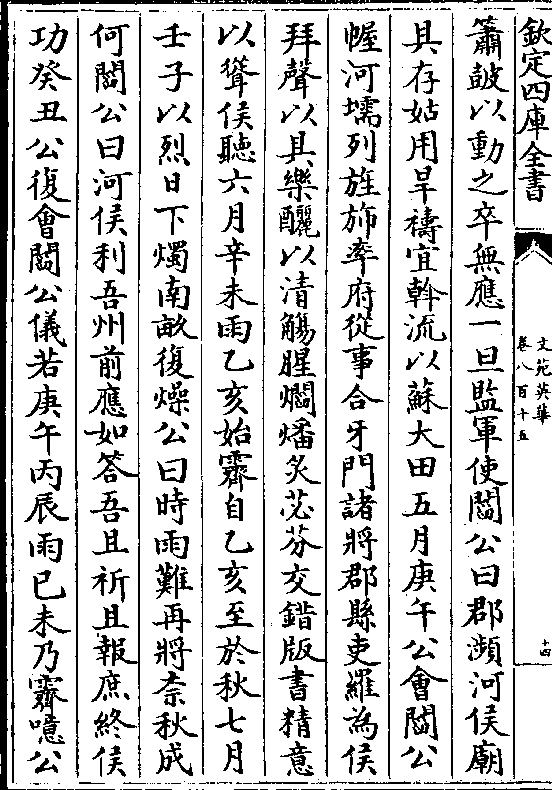 欽定四庫全書
文苑英華
卷八百十五
十四
簫鼓以動之卒無應一旦監軍使閻公曰郡瀕河侯廟
具存姑用旱禱宜斡流以蘇大田五月庚午公會閻公
幄河壖列旌斾率府從事合牙門諸將郡縣吏羅為侯
拜聲以具樂釃以清觴腥爓燔炙苾芬交錯版書精意
以聳侯聽六月辛未雨乙亥始霽自乙亥至於秋七月
壬子以烈日下燭南畝復燥公曰時雨難再將柰秋成
何閻公曰河侯利吾州前應如答吾且祈且報庶終侯
功癸丑公復會閻公儀若庚午丙辰雨已未乃霽噫公